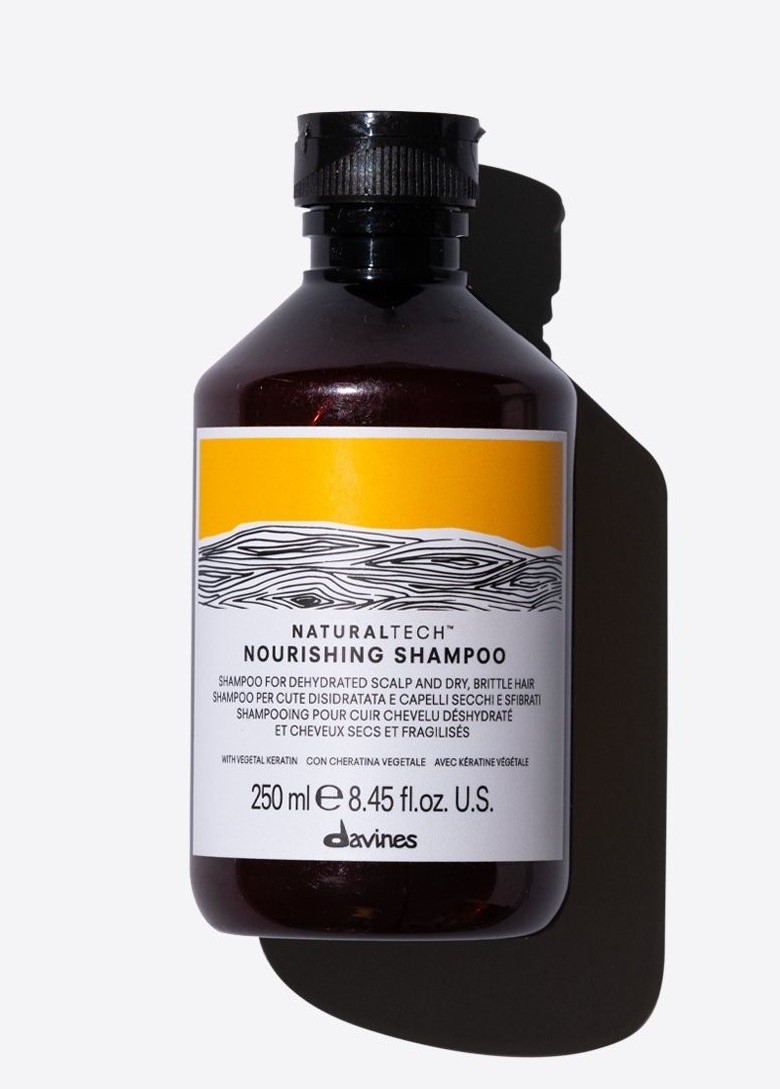 NATURALTECH™
NOURISHING SHAMPOO
SHAMPOO FOR DEHYDRATED SCALP AND DRY, BRITTLE HAIR
SHAMPOO PER CUTE DISIDRATATA E CAPELLI SECCHI E SFIBRATI
SHAMPOOING POUR CUIR CHEVELU DÉSHYDRATÉ
ET CHEVEUX SECS ET FRAGILISÉS
WITH VEGETAL KERATIN CON CHERATINA VEGETALE AVEC KÉRATINE VÉGÉTALE
250 ml ℮ 8.45 fl.oz. U.S.
davines